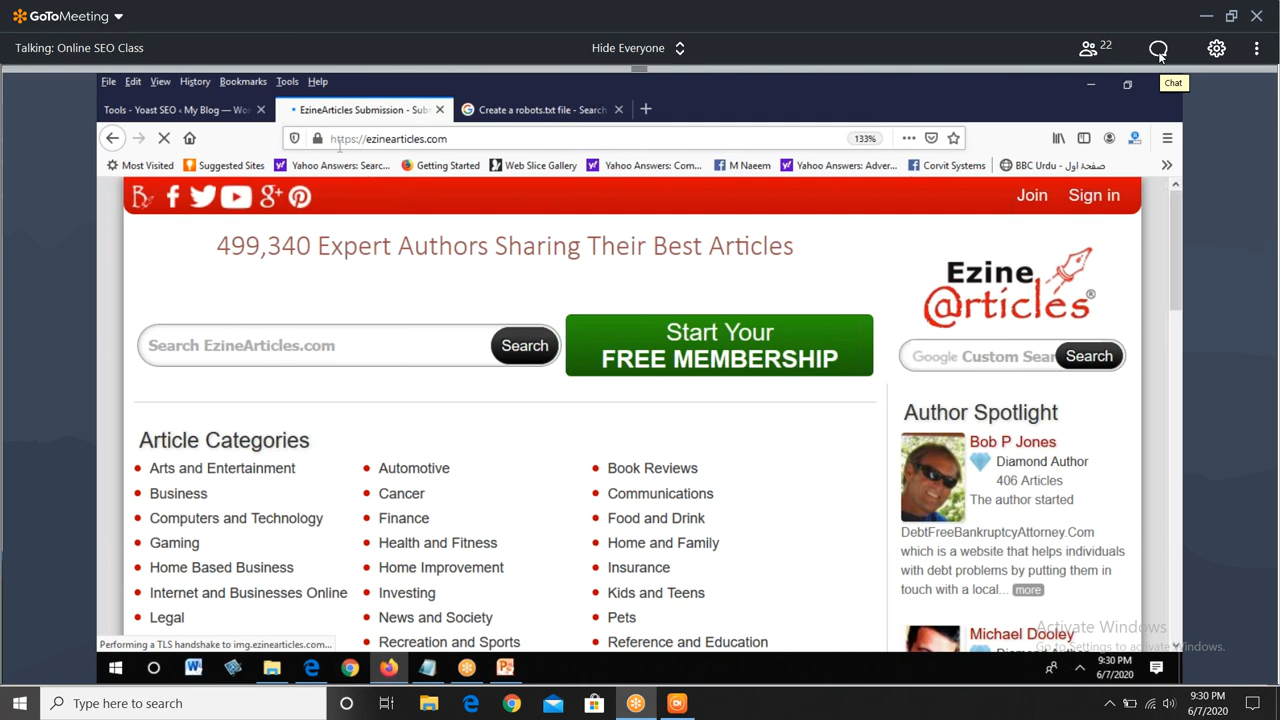 GoToMeeting
Talking: Online SEO Class
Hide Everyone
22
Chat
File Edit View History Bookmarks Tools Help
Tools - Yoast SEO ‹ My Blog — Wo
EzineArticles Submission - Sub
Create a robots.txt file - Search
https://ezinearticles.com
133%
Most Visited
Suggested Sites
Yahoo Answers: Searc...
Getting Started
Web Slice Gallery
Yahoo Answers: Com...
M Naeem
Yahoo Answers: Adver...
Corvit Systems
BBC Urdu - صفحۂ اول
Join Sign in
499,340 Expert Authors Sharing Their Best Articles
Ezine
@rticles®
Search EzineArticles.com
Search
Start Your
FREE MEMBERSHIP
Google Custom Sear
Search
Article Categories
Arts and Entertainment
Automotive
Book Reviews
Business
Cancer
Communications
Computers and Technology
Finance
Food and Drink
Gaming
Health and Fitness
Home and Family
Home Based Business
Home Improvement
Insurance
Internet and Businesses Online
Investing
Kids and Teens
Legal
News and Society
Pets
Recreation and Sports
Reference and Education
Author Spotlight
Bob P Jones
Diamond Author
406 Articles
The author started
DebtFreeBankruptcyAttorney.Com
which is a website that helps individuals
with debt problems by putting them in
touch with a local... more
Michael Dooley
Activate Windows
Go to Settings to activate Windows.
Performing a TLS handshake to img.ezinearticles.com...
9:30 PM
6/7/2020
Type here to search
9:30 PM
6/7/2020